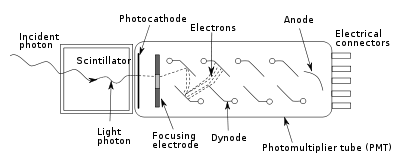 Photocathode
Electrons
Anode
Incident
photon
Electrical
connectors
Scintillator
Light
photon
Focusing
electrode
Dynode
Photomultiplier tube (PMT)